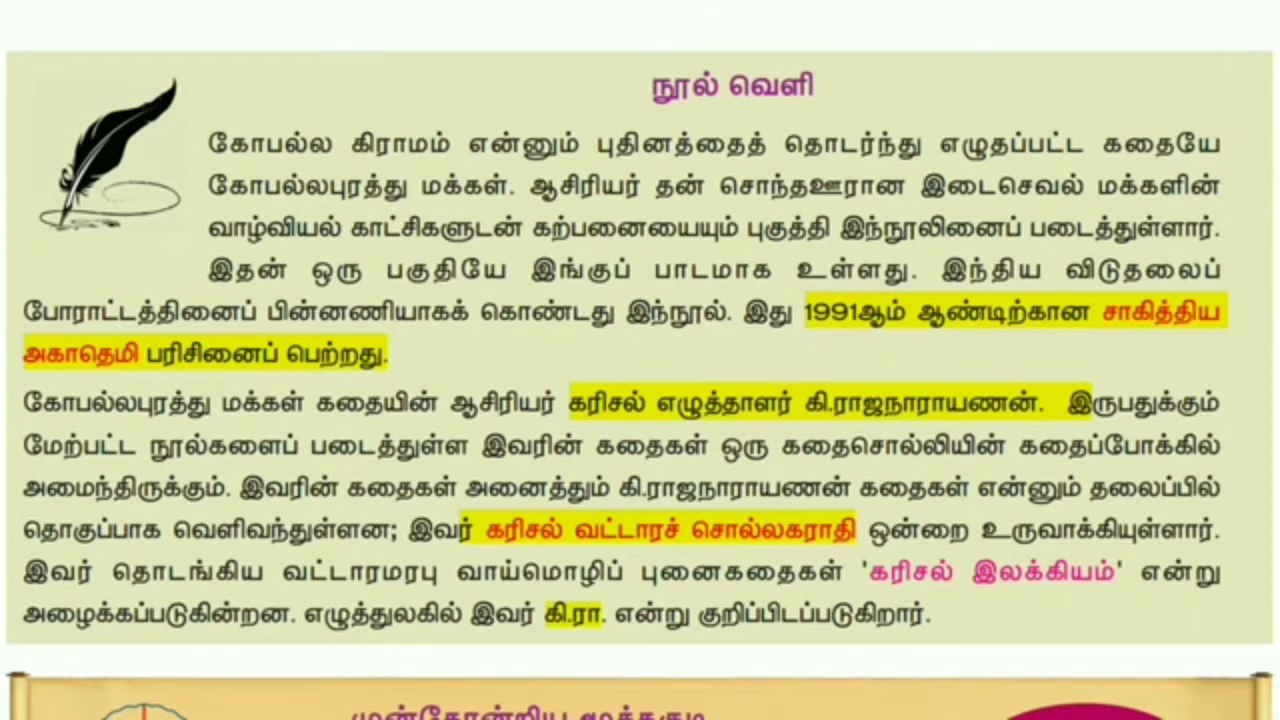 நூல் வெளி
கோபல்ல கிராமம் என்னும் புதினத்தைத் தொடர்ந்து எழுதப்பட்ட கதையே
கோபல்லபுரத்து மக்கள். ஆசிரியர் தன் சொந்தஊரான இடைசெவல் மக்களின்
வாழ்வியல் காட்சிகளுடன் கற்பனையையும் புகுத்தி இந்நூலினைப் படைத்துள்ளார்.
இதன் ஒரு பகுதியே இங்குப் பாடமாக உள்ளது. இந்திய விடுதலைப்
போராட்டத்தினைப் பின்னணியாகக் கொண்டது இந்நூல். இது 1991ஆம் ஆண்டிற்கான சாகித்திய
அகாதெமி பரிசினைப் பெற்றது.
கோபல்லபுரத்து மக்கள் கதையின் ஆசிரியர் கரிசல் எழுத்தாளர் கி.ராஜநாராயணன். இருபதுக்கும்
மேற்பட்ட நூல்களைப் படைத்துள்ள இவரின் கதைகள் ஒரு கதைசொல்லியின் கதைப்போக்கில்
அமைந்திருக்கும். இவரின் கதைகள் அனைத்தும் கி.ராஜநாராயணன் கதைகள் என்னும் தலைப்பில்
தொகுப்பாக வெளிவந்துள்ளன; இவர் கரிசல் வட்டாரச் சொல்லகராதி ஒன்றை உருவாக்கியுள்ளார்.
இவர் தொடங்கிய வட்டாரமரபு வாய்மொழிப் புனைகதைகள் 'கரிசல் இலக்கியம்' என்று
அழைக்கப்படுகின்றன. எழுத்துலகில் இவர் கி.ரா. என்று குறிப்பிடப்படுகிறார்.
முன்தோன்றிய மூத்தகுடி